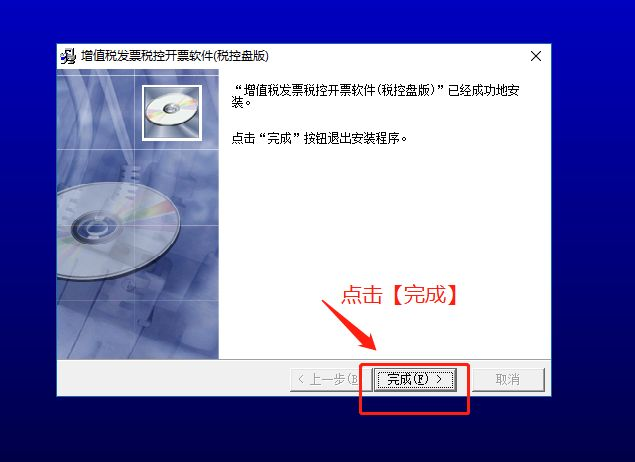 增值税发票税控开票软件(税控盘版)
“增值税发票税控开票软件(税控盘版)”已经成功地安
装。
点击“完成”按钮退出安装程序。
点击【完成】
< 上一步(B
完成(F) >
取消